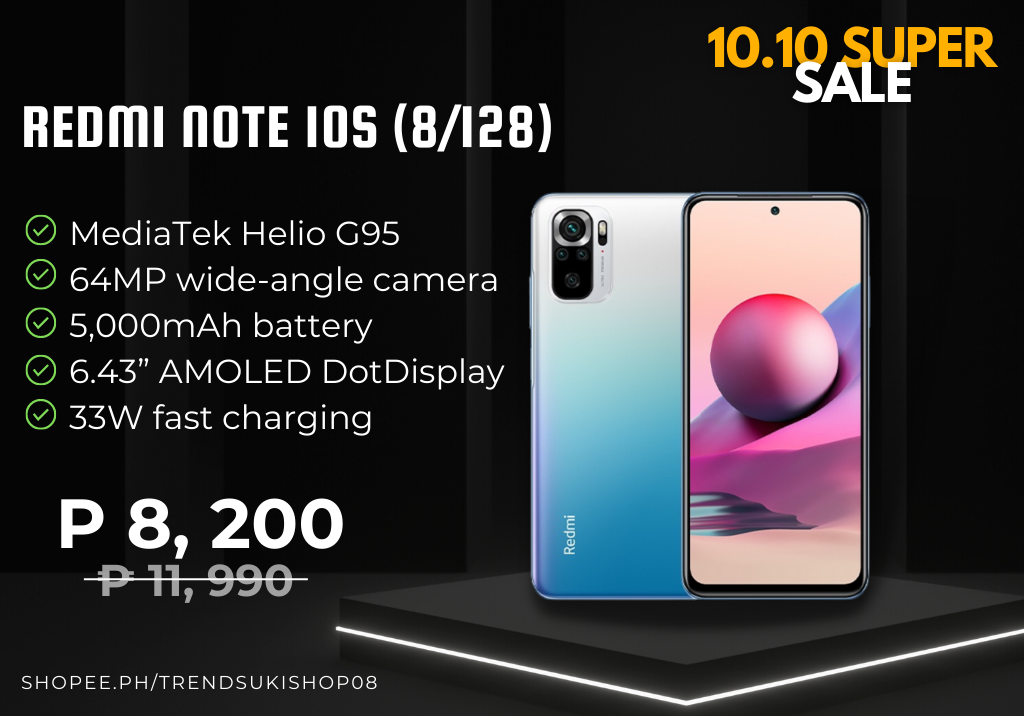 10.10 SUPER
SALE
REDMI NOTE 10S (8/128)
MediaTek Helio G95
64MP wide-angle camera
5,000mAh battery
6.43” AMOLED DotDisplay
33W fast charging
P 8, 200
₱ 11, 990
Redmi
SHOPEE.PH/TRENDSUKISHOP08